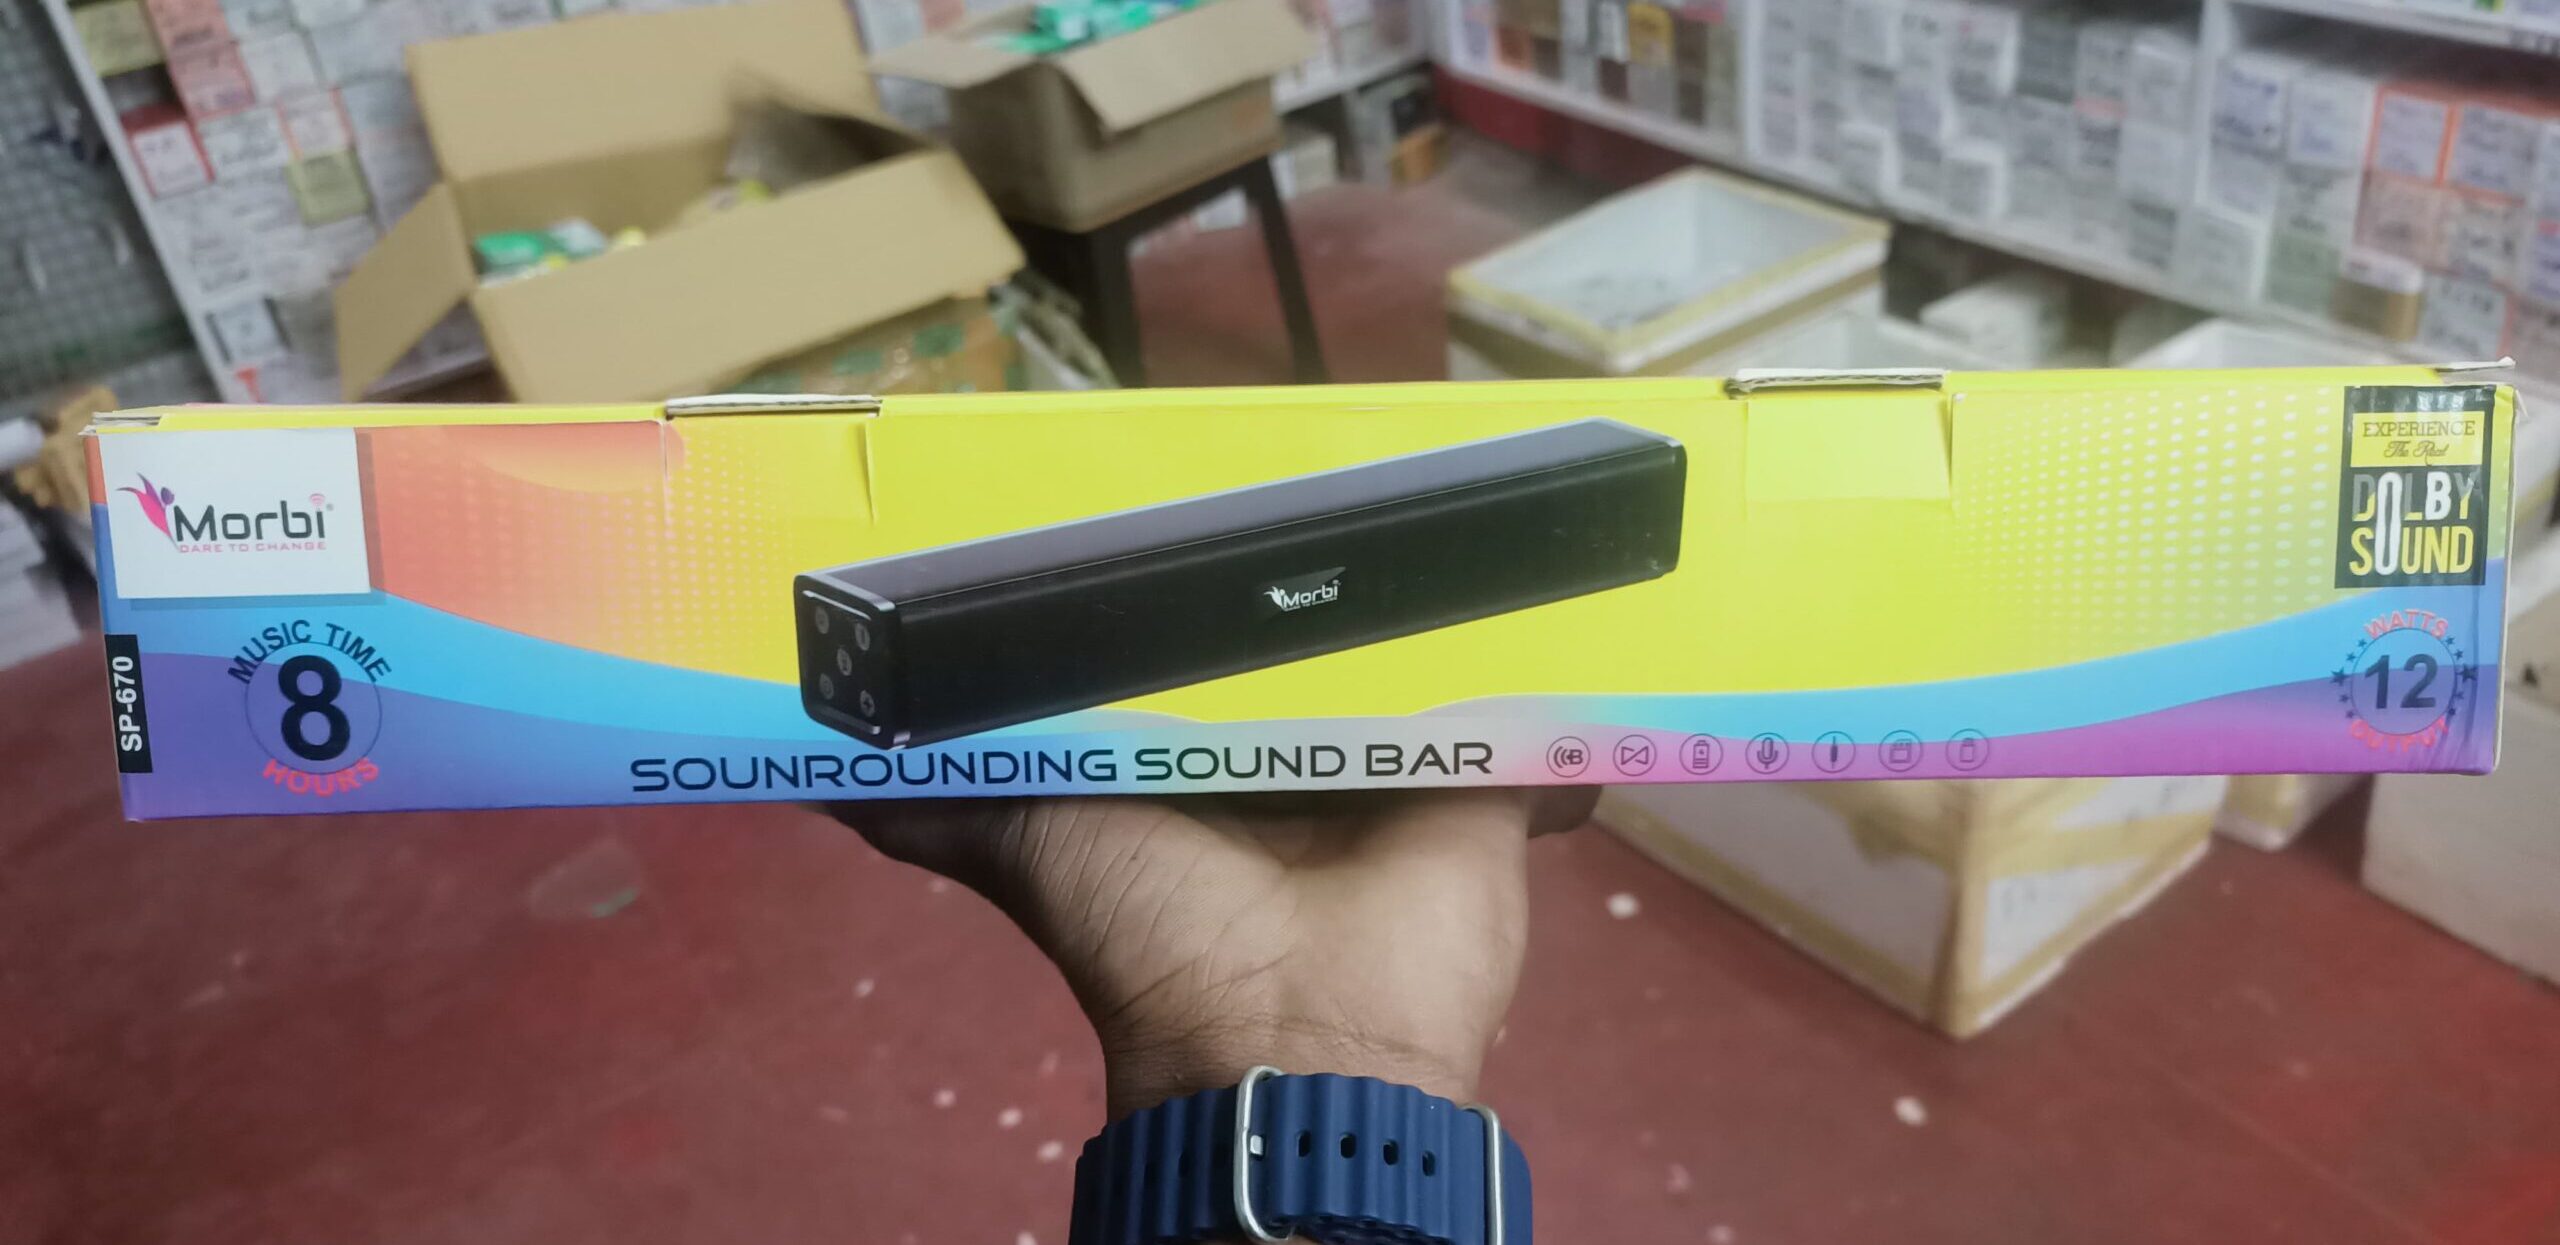 Morbi
DARE TO CHANGE
SP-670
MUSIC TIME
8
HOURS
Morbi
SOUNROUNDING SOUND BAR
EXPERIENCE
The Real
DOLBY
SOUND
WATTS
12
OUTPUT